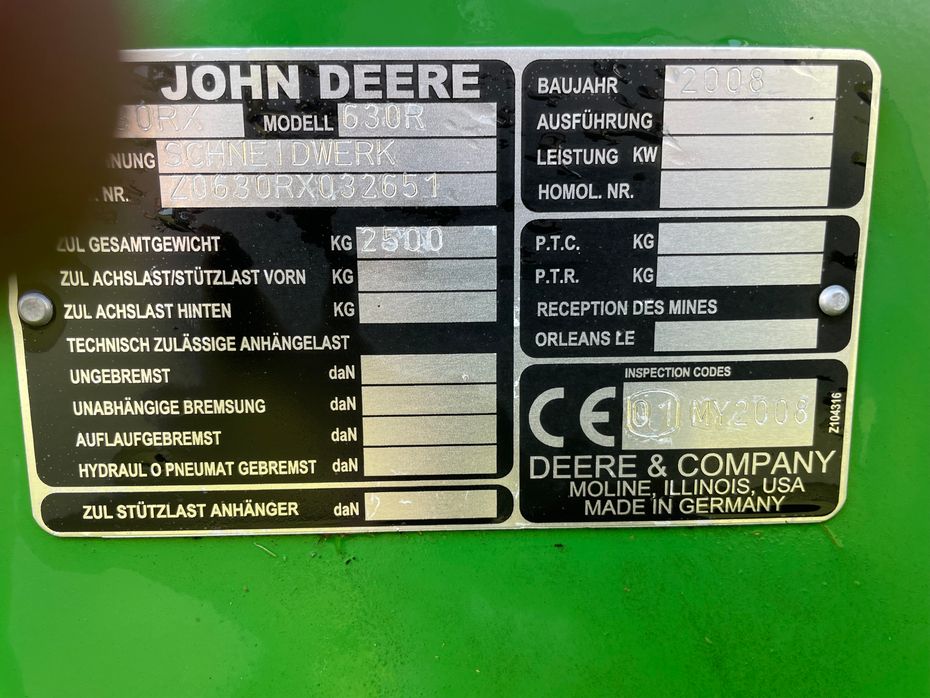 JOHN DEERE
MODELL 630R
SCHNEIDWERK
NR. Z0630RX032651
ZUL GESAMTGEWICHT KG 2500
ZUL ACHSLAST/STÜTZLAST VORN KG
ZUL ACHSLAST HINTEN KG
TECHNISCH ZULÄSSIGE ANHÄNGELAST
UNGEBREMST daN
UNABHÄNGIGE BREMSUNG daN
AUFLAUFGEBREMST daN
HYDRAUL O PNEUMAT GEBREMST daN
ZUL STÜTZLAST ANHÄNGER daN
BAUJAHR 2008
AUSFÜHRUNG
LEISTUNG KW
HOMOL. NR.
P.T.C. KG
P.T.R. KG
RECEPTION DES MINES
ORLEANS LE
INSPECTION CODES
CE 01 MY2008
Z104316
DEERE & COMPANY
MOLINE, ILLINOIS, USA
MADE IN GERMANY